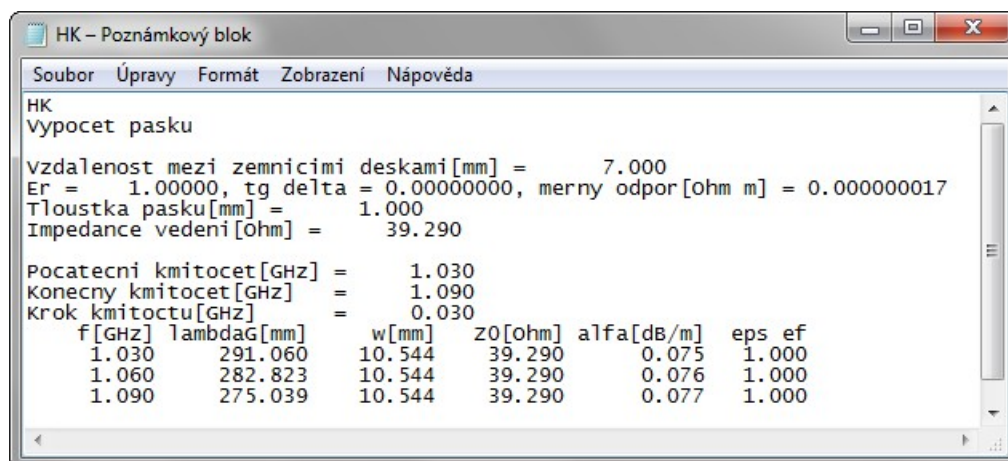 HK – Poznámkový blok
Soubor Úpravy Formát Zobrazení Nápověda
HK
Vypocet pasku
Vzdalenost mezi zemnicimi deskami[mm] = 7.000
Er = 1.00000, tg delta = 0.00000000, merny odpor[Ohm m] = 0.000000017
Tloustka pasku[mm] = 1.000
Impedance vedeni[Ohm] = 39.290
Pocatecni kmitocet[GHz] = 1.030
Konecny kmitocet[GHz] = 1.090
Krok kmitoctu[GHz] = 0.030
f[GHz] lambdaG[mm] w[mm] Z0[Ohm] alfa[dB/m] eps ef
1.030 291.060 10.544 39.290 0.075 1.000
1.060 282.823 10.544 39.290 0.076 1.000
1.090 275.039 10.544 39.290 0.077 1.000